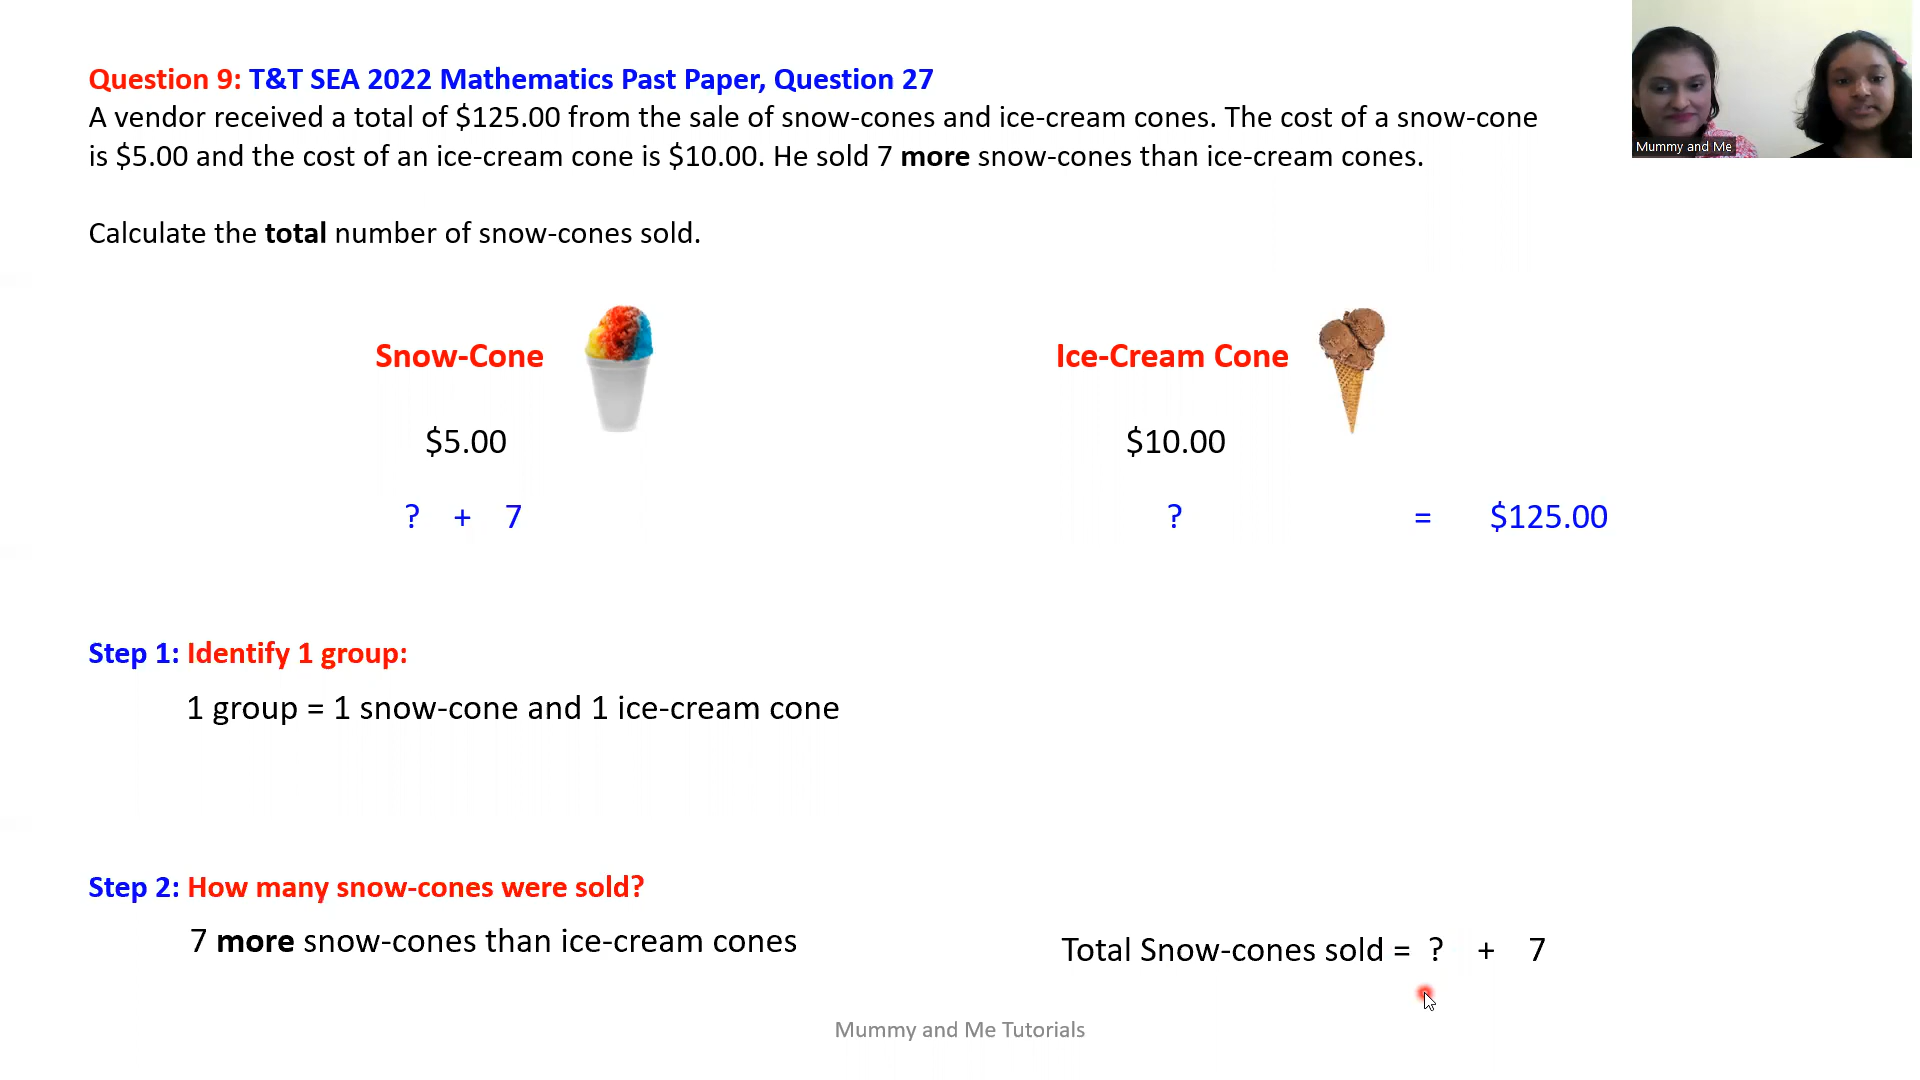 Question 9: T&T SEA 2022 Mathematics Past Paper, Question 27
A vendor received a total of $125.00 from the sale of snow-cones and ice-cream cones. The cost of a snow-cone
is $5.00 and the cost of an ice-cream cone is $10.00. He sold 7 more snow-cones than ice-cream cones.
Calculate the total number of snow-cones sold.
Mummy and Me
Snow-Cone
Ice-Cream Cone
$5.00
$10.00
? + 7
? = $125.00
Step 1: Identify 1 group:
1 group = 1 snow-cone and 1 ice-cream cone
Step 2: How many snow-cones were sold?
7 more snow-cones than ice-cream cones
Total Snow-cones sold = ? + 7
Mummy and Me Tutorials